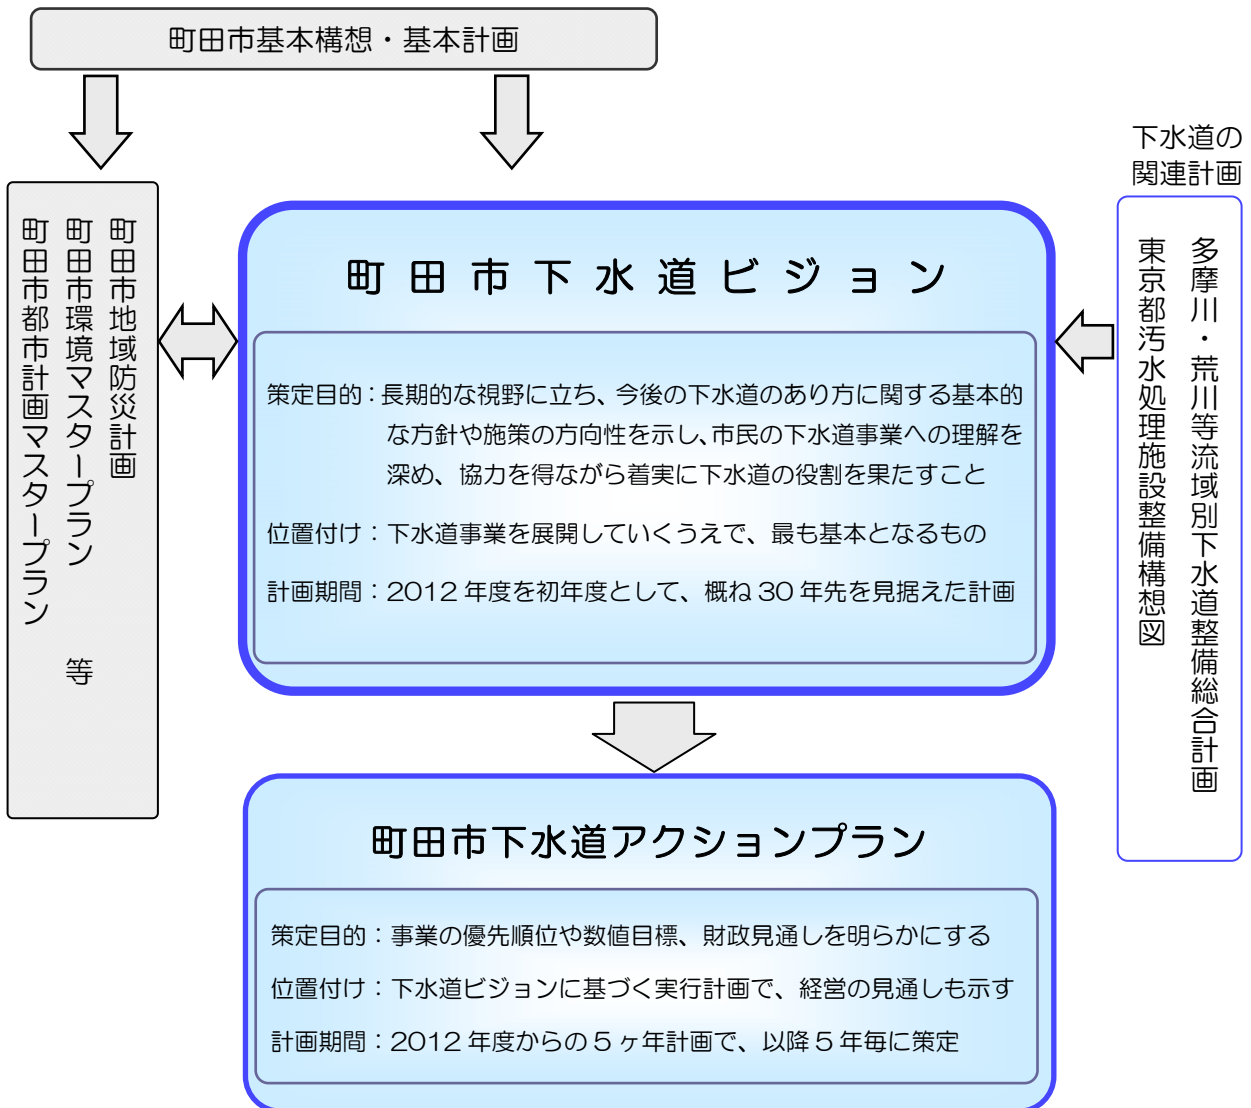 町田市基本構想・基本計画
町田市地域防災計画
町田市環境マスタープラン　等
町田市都市計画マスタープラン
町田市下水道ビジョン
策定目的：長期的な視野に立ち、今後の下水道のあり方に関する基本的
な方針や施策の方向性を示し、市民の下水道事業への理解を
深め、協力を得ながら着実に下水道の役割を果たすこと
位置付け：下水道事業を展開していくうえで、最も基本となるもの
計画期間：2012年度を初年度として、概ね30年先を見据えた計画
下水道の
関連計画
多摩川・荒川等流域別下水道整備総合計画
東京都汚水処理施設整備構想図
町田市下水道アクションプラン
策定目的：事業の優先順位や数値目標、財政見通しを明らかにする
位置付け：下水道ビジョンに基づく実行計画で、経営の見通しも示す
計画期間：2012年度からの5ヶ年計画で、以降5年毎に策定